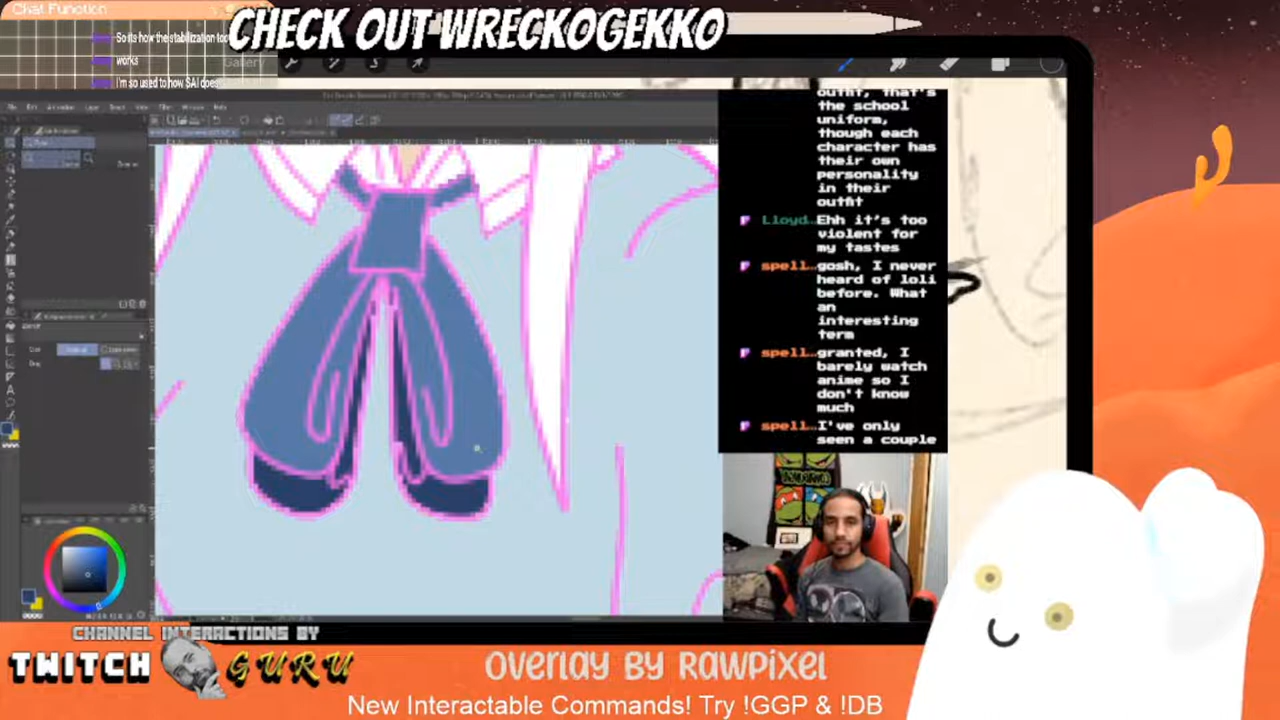 Chat Function
CHECK OUT WRECKOGEKKO
So its how the stabilization too
works
I'm so used to how SAI does
Gallery
outfit, that's
the school
uniform,
though each
character has
their own
personality
in their
outfit
Lloyd… Ehh it's too
violent for
my tastes
spell… gosh, I never
heard of loli
before. What
an
interesting
term
spell… granted, I
barely watch
anime so I
don't know
much
spell… I've only
seen a couple
CHANNEL INTERACTIONS BY
TWITCH GURU
OVERLAY BY RAWPIXEL
New Interactable Commands! Try !GGP & !DB